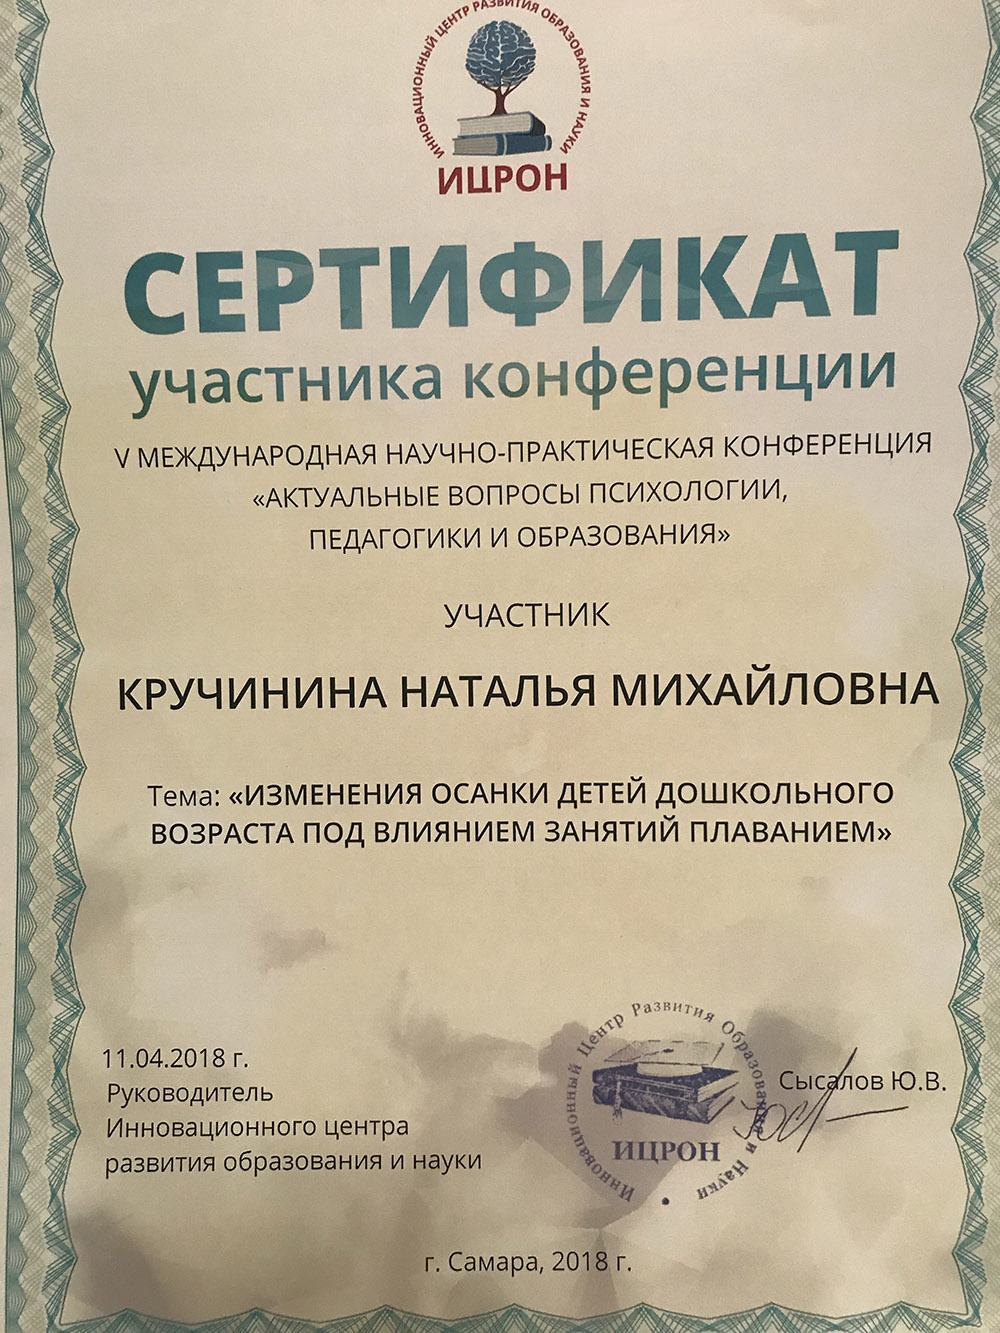 ИННОВАЦИОННЫЙ ЦЕНТР РАЗВИТИЯ ОБРАЗОВАНИЯ И НАУКИ
ИЦРОН
СЕРТИФИКАТ
участника конференции
V МЕЖДУНАРОДНАЯ НАУЧНО-ПРАКТИЧЕСКАЯ КОНФЕРЕНЦИЯ
«АКТУАЛЬНЫЕ ВОПРОСЫ ПСИХОЛОГИИ,
ПЕДАГОГИКИ И ОБРАЗОВАНИЯ»
УЧАСТНИК
КРУЧИНИНА НАТАЛЬЯ МИХАЙЛОВНА
Тема: «ИЗМЕНЕНИЯ ОСАНКИ ДЕТЕЙ ДОШКОЛЬНОГО
ВОЗРАСТА ПОД ВЛИЯНИЕМ ЗАНЯТИЙ ПЛАВАНИЕМ»
11.04.2018 г.
Руководитель
Инновационного центра
развития образования и науки
Инновационный Центр Развития Образования и Науки
ИЦРОН
Сысалов Ю.В.
г. Самара, 2018 г.